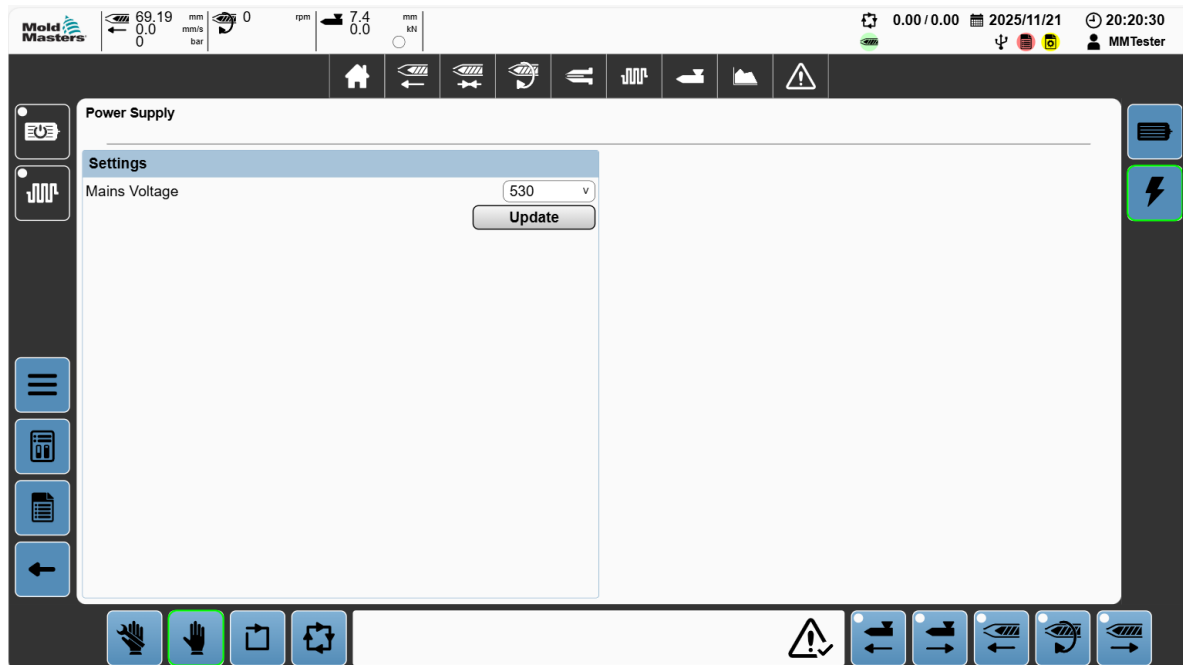 Mold
Masters
69.19 mm
0.0 mm/s
0 bar
0 rpm
7.4 mm
0.0 kN
0.00 / 0.00 2025/11/21 20:20:30
MMTester
Power Supply
Settings
Mains Voltage 530 v
Update